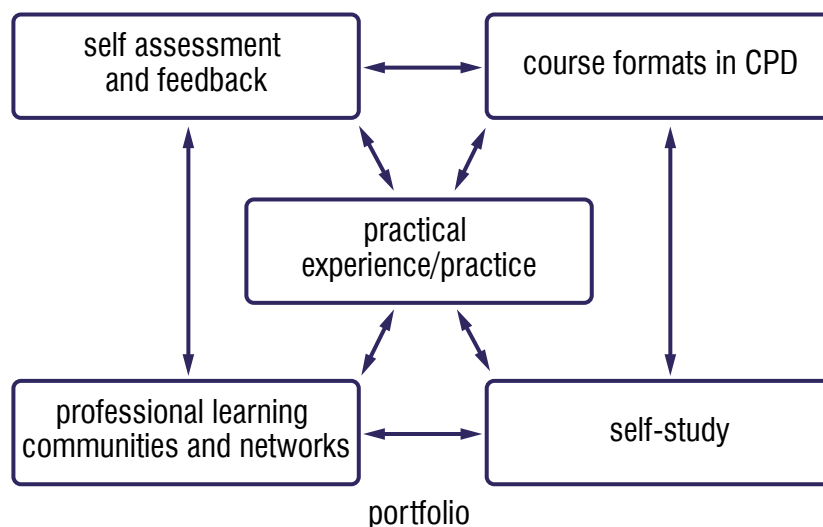 self assessment
and feedback
course formats in CPD
practical
experience/practice
professional learning
communities and networks
self-study
portfolio